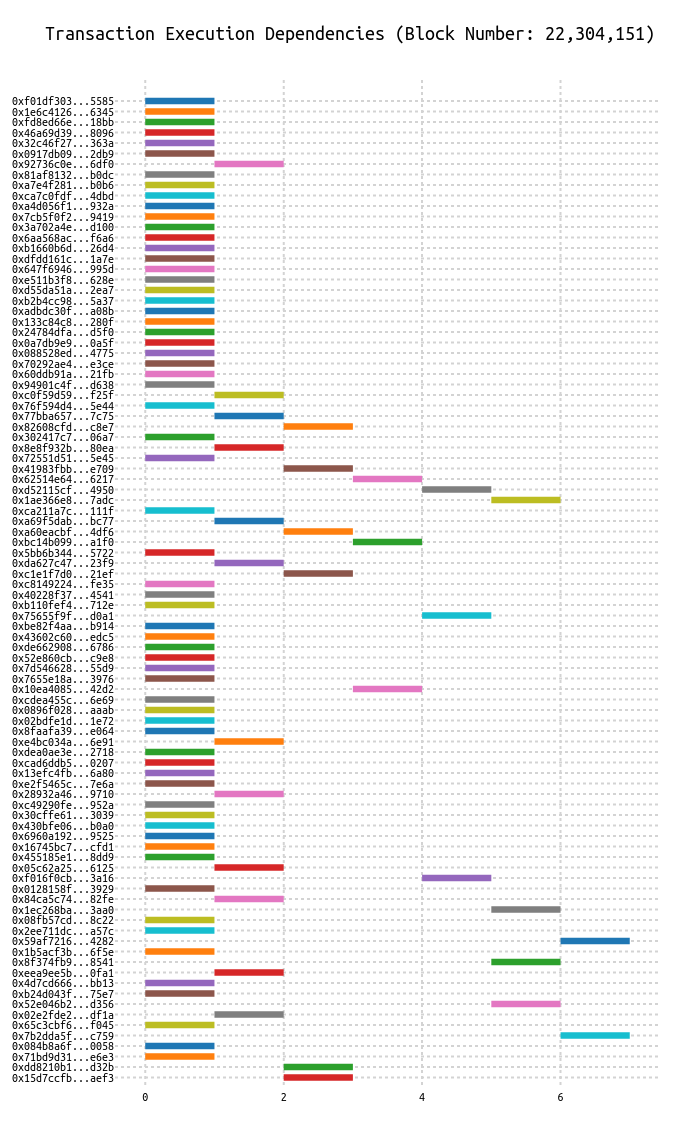 Transaction Execution Dependencies (Block Number: 22,304,151)
0xf01df303...5585
0x1e6c4126...6345
0xfd8ed66e...18bb
0x46a69d39...8096
0x32c46f27...363a
0x0917db09...2db9
0x92736c0e...6df0
0x81af8132...b0dc
0xa7e4f281...b0b6
0xca7c0fdf...4dbd
0xa4d056f1...932a
0x7cb5f0f2...9419
0x3a702a4e...d100
0x6aa568ac...f6a6
0xb1660b6d...26d4
0xdfdd161c...1a7e
0x647f6946...995d
0xe511b3f8...628e
0xd55da51a...2ea7
0xb2b4cc98...5a37
0xadbdc30f...a08b
0x133c84c8...280f
0x24784dfa...d5f0
0x0a7db9e9...0a5f
0x088528ed...4775
0x70292ae4...e3ce
0x60ddb91a...21fb
0x94901c4f...d638
0xc0f59d59...f25f
0x76f594d4...5e44
0x77bba657...7c75
0x82608cfd...c8e7
0x302417c7...06a7
0x8e8f932b...80ea
0x72551d51...5e45
0x41983fbb...e709
0x62514e64...6217
0xd52115cf...4950
0x1ae366e8...7adc
0xca211a7c...111f
0xa69f5dab...bc77
0xa60eacbf...4df6
0xbc14b099...a1f0
0x5bb6b344...5722
0xda627c47...23f9
0xc1e1f7d0...21ef
0xc8149224...fe35
0x40228f37...4541
0xb110fef4...712e
0x75655f9f...d0a1
0xbe82f4aa...b914
0x43602c60...edc5
0xde662908...6786
0x52e860cb...c9e8
0x7d546628...55d9
0x7655e18a...3976
0x10ea4085...42d2
0xcdea455c...6e69
0x0896f028...aaab
0x02bdfe1d...1e72
0x8faafa39...e064
0xe4bc034a...6e91
0xdea0ae3e...2718
0xcad6ddb5...0207
0x13efc4fb...6a80
0xe2f5465c...7e6a
0x28932a46...9710
0xc49290fe...952a
0x30cffe61...3039
0x430bfe06...b0a0
0x6960a192...9525
0x16745bc7...cfd1
0x455185e1...8dd9
0x05c62a25...6125
0xf016f0cb...3a16
0x0128158f...3929
0x84ca5c74...82fe
0x1ec268ba...3aa0
0x08fb57cd...8c22
0x2ee711dc...a57c
0x59af7216...4282
0x1b5acf3b...6f5e
0x8f374fb9...8541
0xeea9ee5b...0fa1
0x4d7cd666...bb13
0xb24d043f...75e7
0x52e046b2...d356
0x02e2fde2...df1a
0x65c3cbf6...f045
0x7b2dda5f...c759
0x084b8a6f...0058
0x71bd9d31...e6e3
0xdd8210b1...d32b
0x15d7ccfb...aef3
0 2 4 6